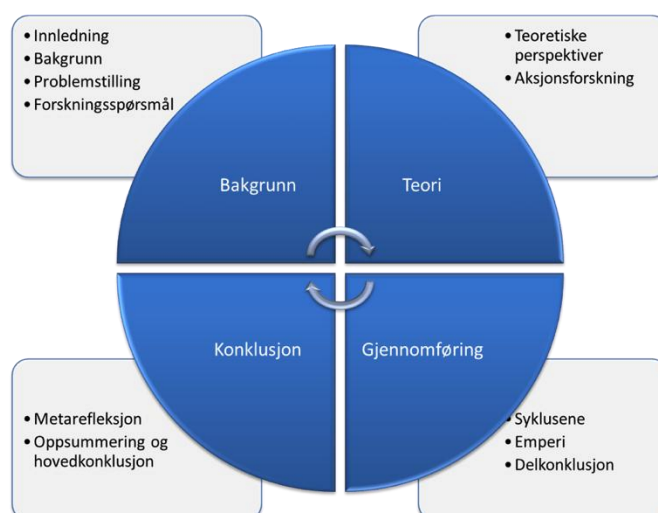 • Innledning
• Bakgrunn
• Problemstilling
• Forskningsspørsmål
• Teoretiske
perspektiver
• Aksjonsforskning
Bakgrunn
Teori
Konklusjon
Gjennomføring
• Metarefleksjon
• Oppsummering og
hovedkonklusjon
• Syklusene
• Emperi
• Delkonklusjon